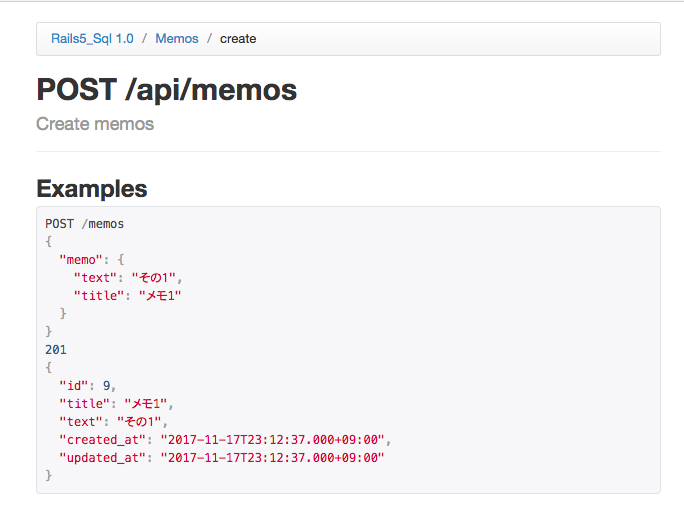 Rails5_Sql 1.0 / Memos / create
POST /api/memos
Create memos
Examples
POST /memos
{
  "memo": {
    "text": "その1",
    "title": "メモ1"
  }
}
201
{
  "id": 9,
  "title": "メモ1",
  "text": "その1",
  "created_at": "2017-11-17T23:12:37.000+09:00",
  "updated_at": "2017-11-17T23:12:37.000+09:00"
}